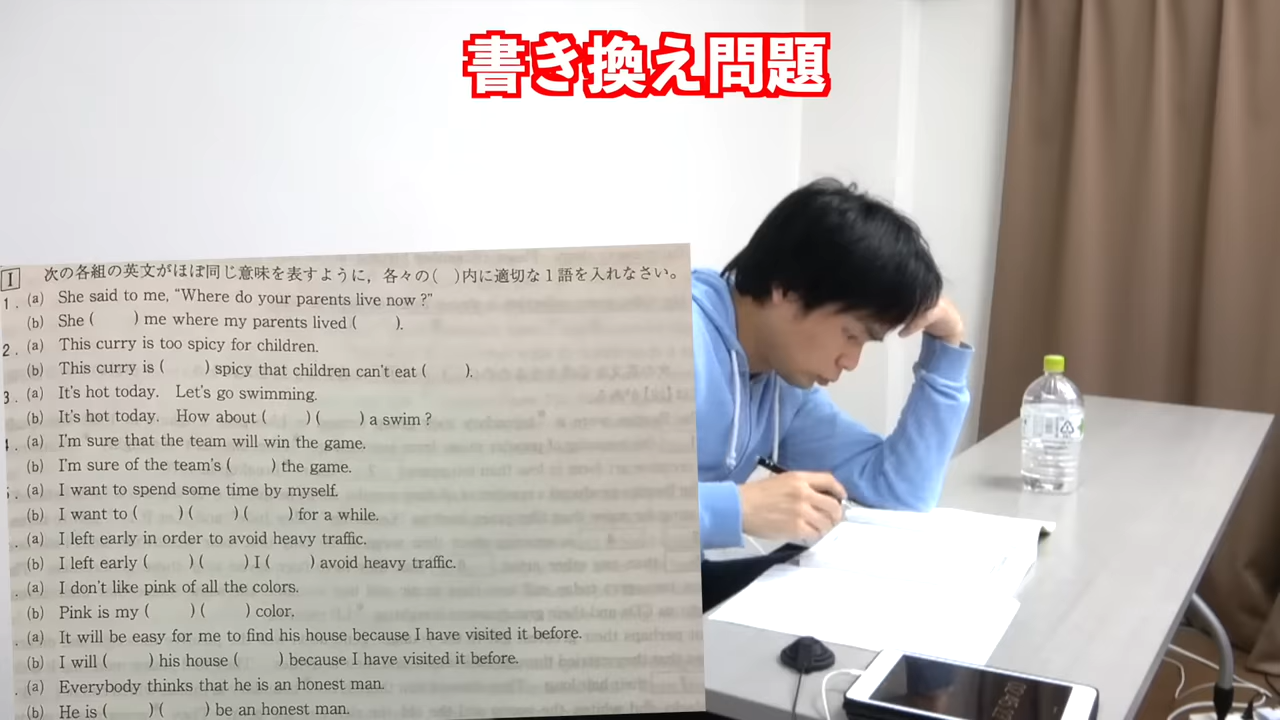 書き換え問題
I 次の各組の英文がほぼ同じ意味を表すように，各々の(　)内に適切な1語を入れなさい。
1. (a) She said to me, “Where do your parents live now ?”
(b) She (　　) me where my parents lived (　　).
2. (a) This curry is too spicy for children.
(b) This curry is (　　) spicy that children can't eat (　　).
3. (a) It's hot today. Let's go swimming.
(b) It's hot today. How about (　　) (　　) a swim ?
. (a) I'm sure that the team will win the game.
(b) I'm sure of the team's (　　) the game.
. (a) I want to spend some time by myself.
(b) I want to (　　) (　　) (　　) for a while.
. (a) I left early in order to avoid heavy traffic.
(b) I left early (　　) (　　) I (　　) avoid heavy traffic.
. (a) I don't like pink of all the colors.
(b) Pink is my (　　) (　　) color.
. (a) It will be easy for me to find his house because I have visited it before.
(b) I will (　　) his house (　　) because I have visited it before.
. (a) Everybody thinks that he is an honest man.
(b) He is (　　) (　　) be an honest man.